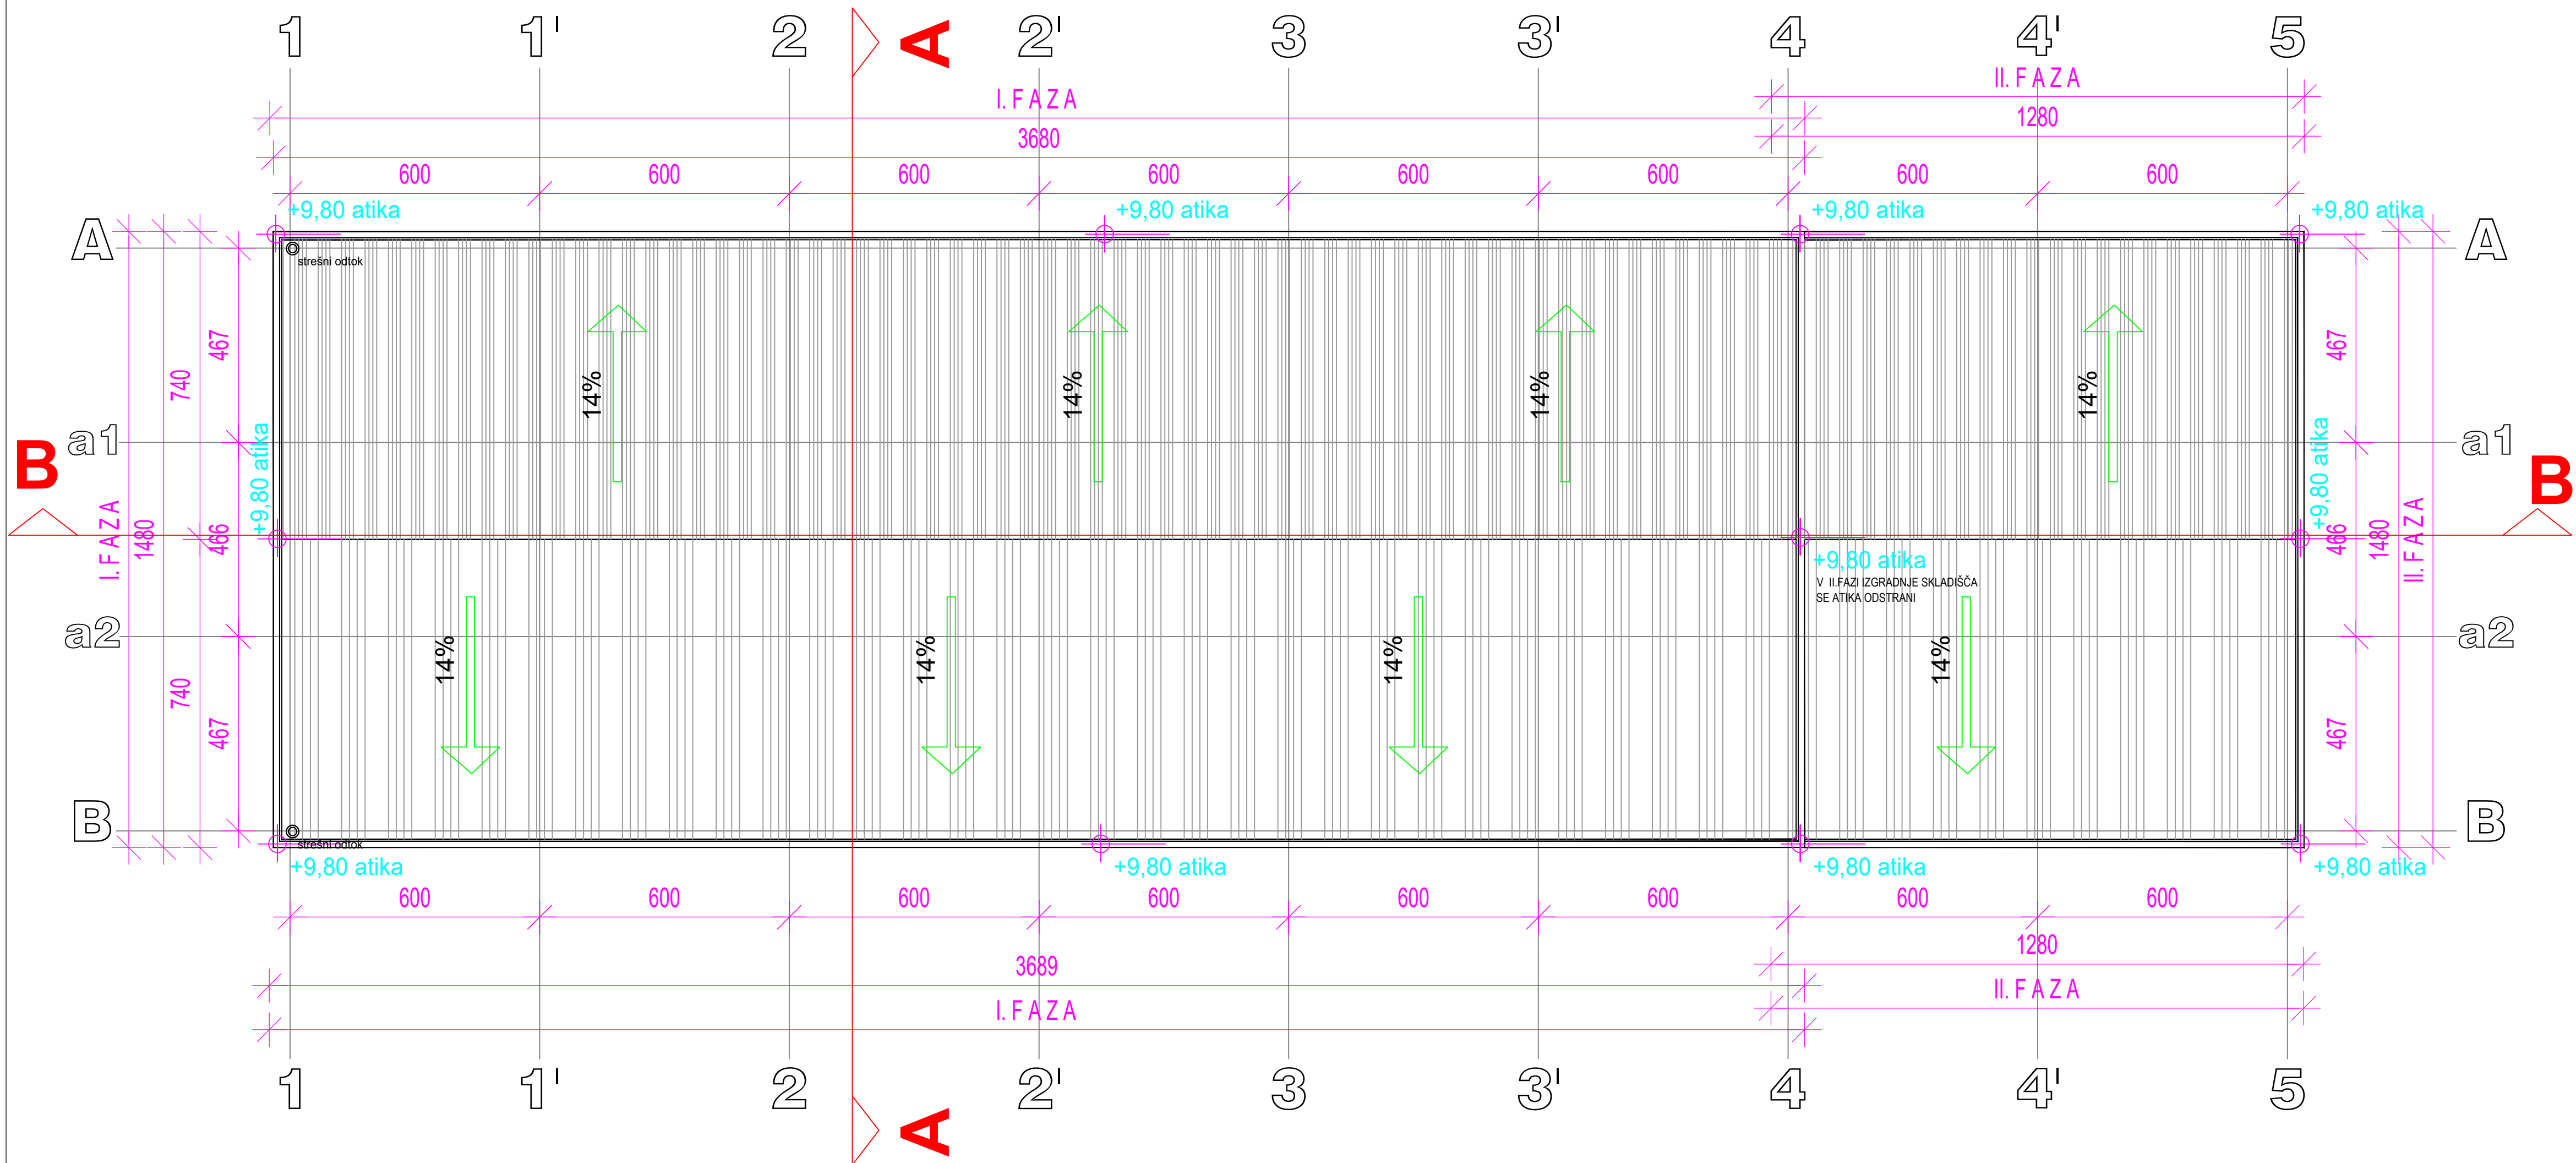 1 1' 2 A 2' 3 3' 4 4' 5
I. F A Z A
II. F A Z A
3680
1280
600 600 600 600 600 600 600 600
+9,80 atika +9,80 atika +9,80 atika +9,80 atika
A A
strešni odtok
467 467
740
14% 14% 14% 14%
a1 a1
+9,80 atika +9,80 atika
B B
I. F A Z A 1480 466 466 1480 II. F A Z A
+9,80 atika
V II.FAZI IZGRADNJE SKLADIŠČA
SE ATIKA ODSTRANI
a2 a2
14% 14% 14% 14%
740
467 467
B B
strešni odtok
+9,80 atika +9,80 atika +9,80 atika +9,80 atika
600 600 600 600 600 600 600 600
1280
3689
II. F A Z A
I. F A Z A
1 1' 2 A 2' 3 3' 4 4' 5